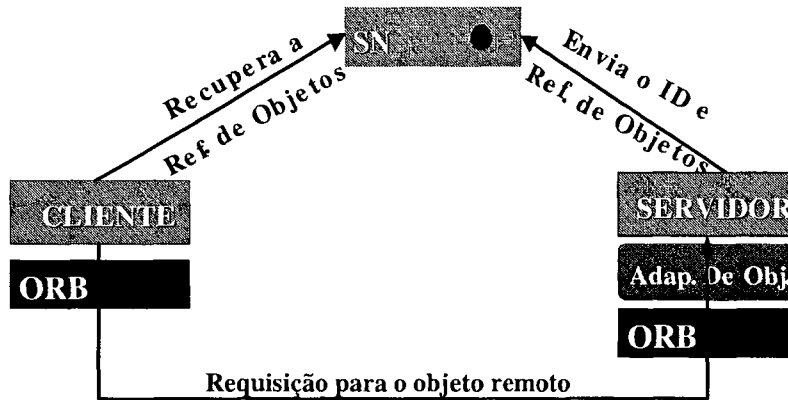 SN
Recupera a
Ref. de Objetos
Envia o ID e
Ref. de Objetos
CLIENTE
ORB
SERVIDOR
Adap. De Obj.
ORB
Requisição para o objeto remoto